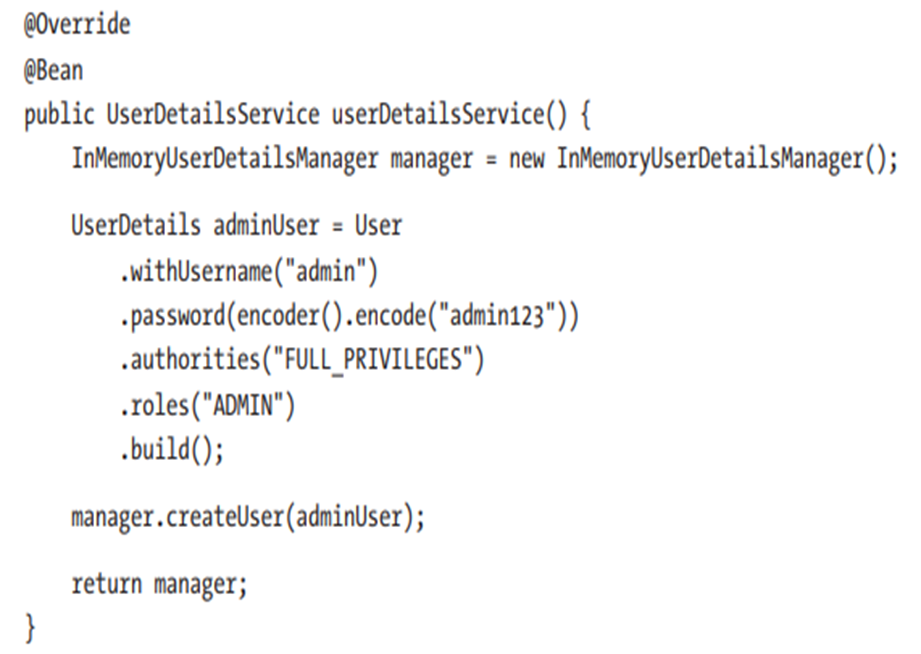 @Override
@Bean
public UserDetailsService userDetailsService() {
InMemoryUserDetailsManager manager = new InMemoryUserDetailsManager();
UserDetails adminUser = User
.withUsername("admin")
.password(encoder().encode("admin123"))
.authorities("FULL_PRIVILEGES")
.roles("ADMIN")
.build();
manager.createUser(adminUser);
return manager;
}